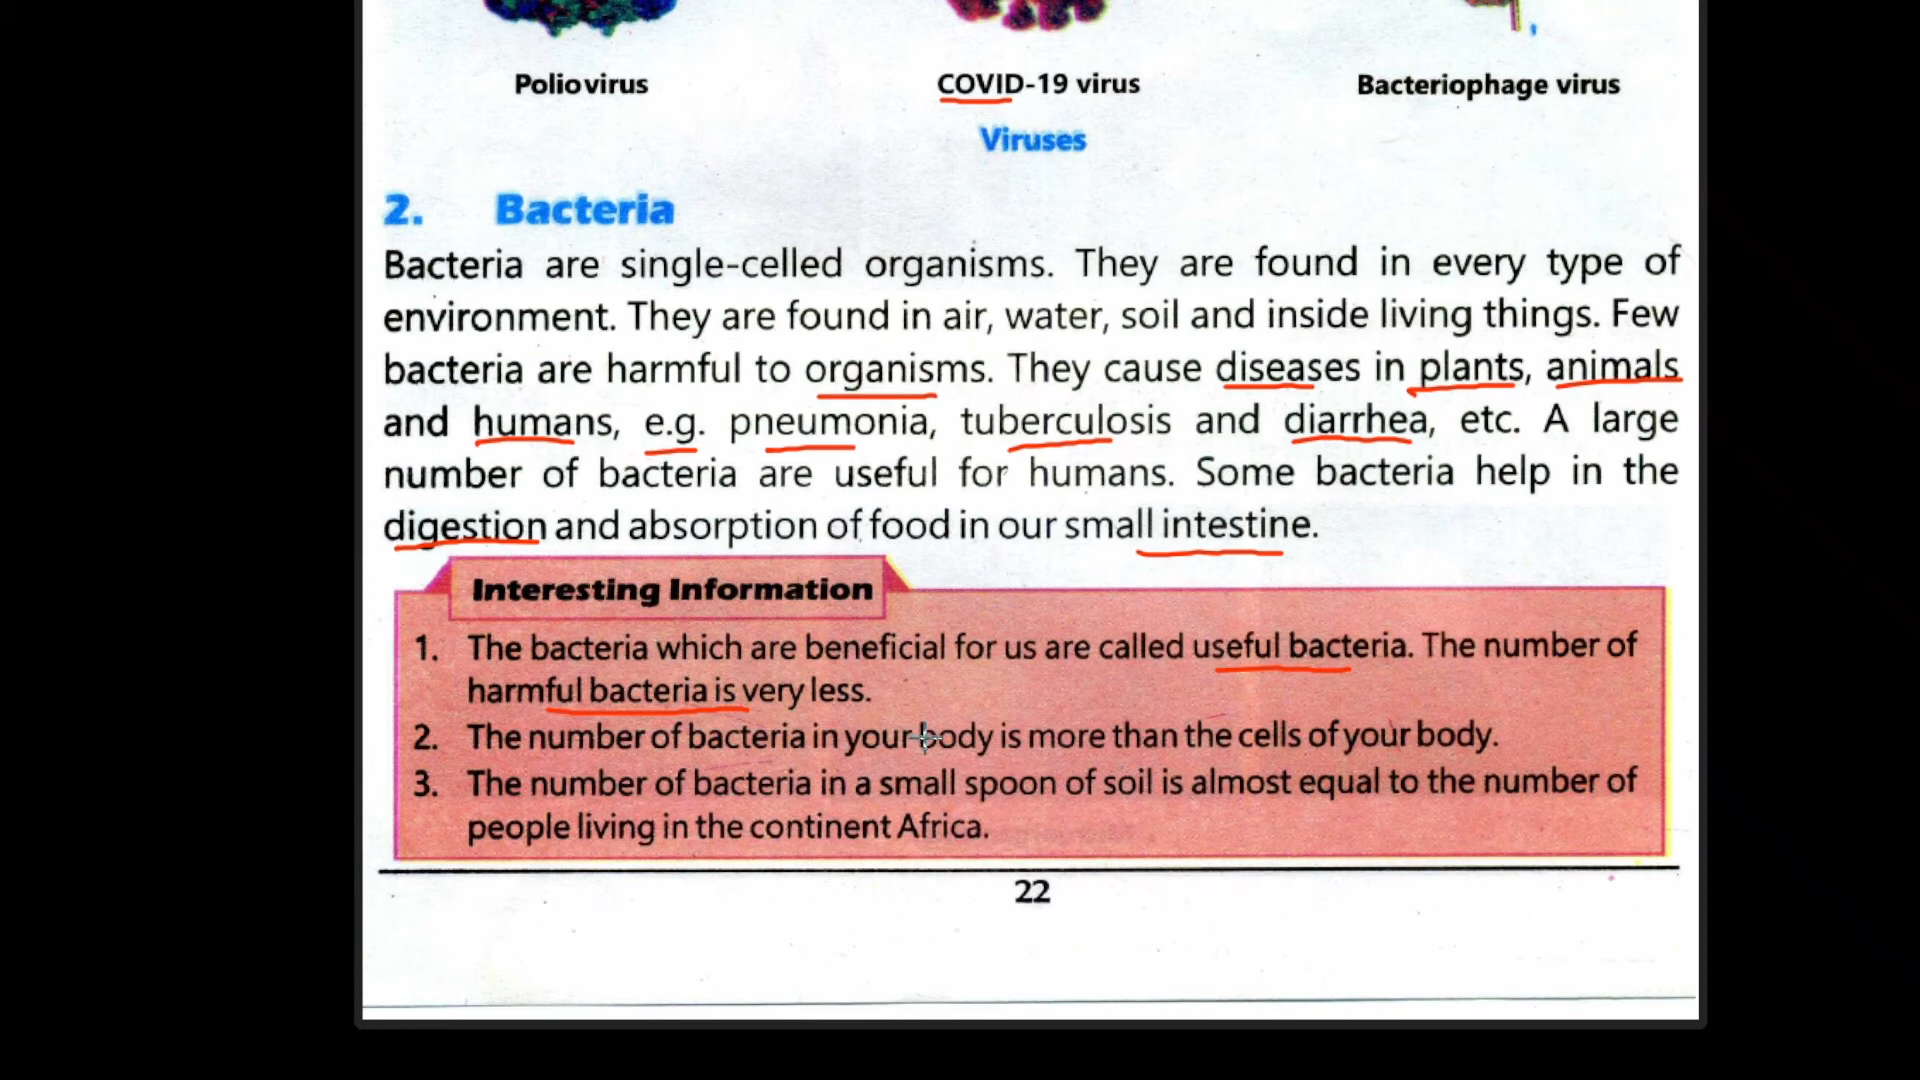 Poliovirus
COVID-19 virus
Bacteriophage virus
Viruses
2. Bacteria
Bacteria are single-celled organisms. They are found in every type of
environment. They are found in air, water, soil and inside living things. Few
bacteria are harmful to organisms. They cause diseases in plants, animals
and humans, e.g. pneumonia, tuberculosis and diarrhea, etc. A large
number of bacteria are useful for humans. Some bacteria help in the
digestion and absorption of food in our small intestine.
Interesting Information
1. The bacteria which are beneficial for us are called useful bacteria. The number of
harmful bacteria is very less.
2. The number of bacteria in your body is more than the cells of your body.
3. The number of bacteria in a small spoon of soil is almost equal to the number of
people living in the continent Africa.
22